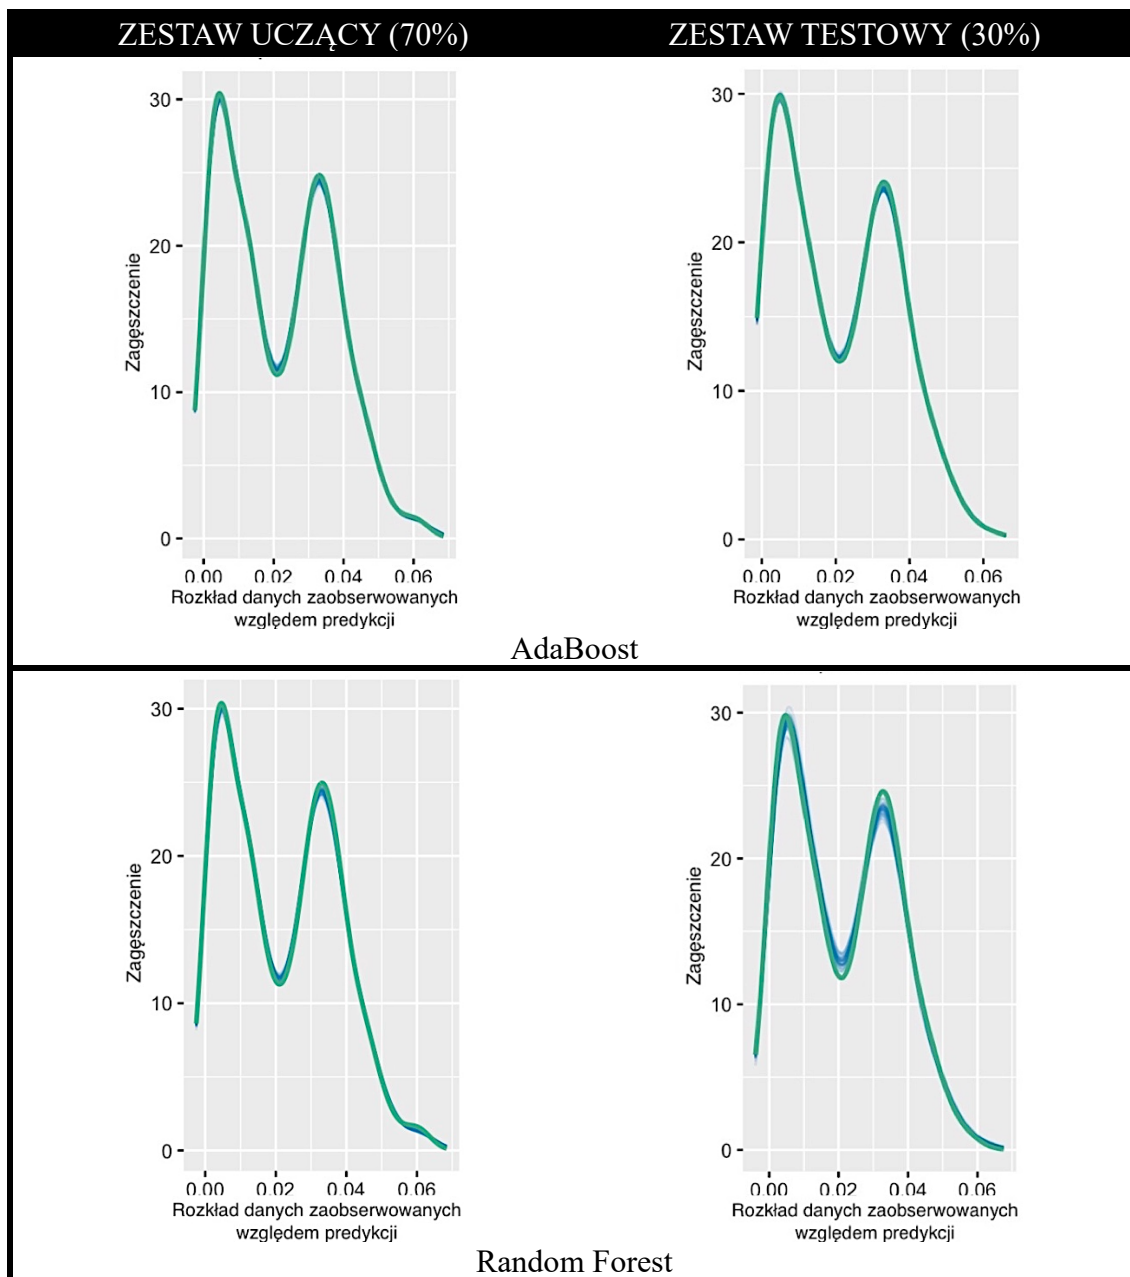 ZESTAW UCZĄCY (70%)
ZESTAW TESTOWY (30%)
30
20
10
0
Zagęszczenie
0.00 0.02 0.04 0.06
Rozkład danych zaobserwowanych
względem predykcji
30
20
10
0
Zagęszczenie
0.00 0.02 0.04 0.06
Rozkład danych zaobserwowanych
względem predykcji
AdaBoost
30
20
10
0
Zagęszczenie
0.00 0.02 0.04 0.06
Rozkład danych zaobserwowanych
względem predykcji
30
20
10
0
Zagęszczenie
0.00 0.02 0.04 0.06
Rozkład danych zaobserwowanych
względem predykcji
Random Forest